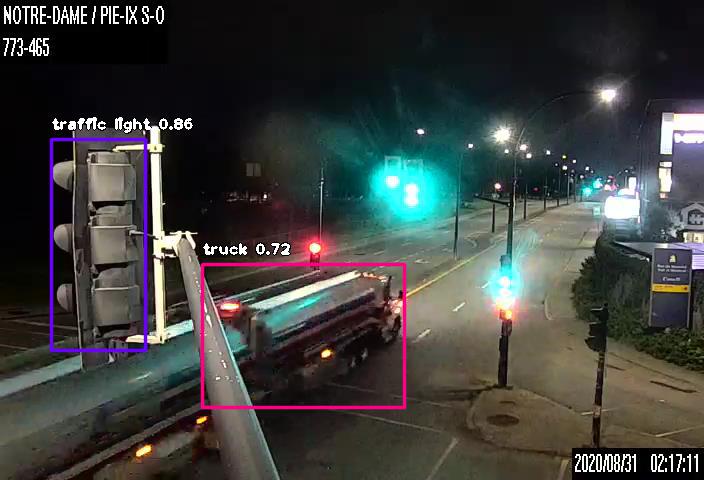 NOTRE-DAME / PIE-IX S-O
773-465
traffic light 0.86
truck 0.72
Canada
2020/08/31 02:17:11